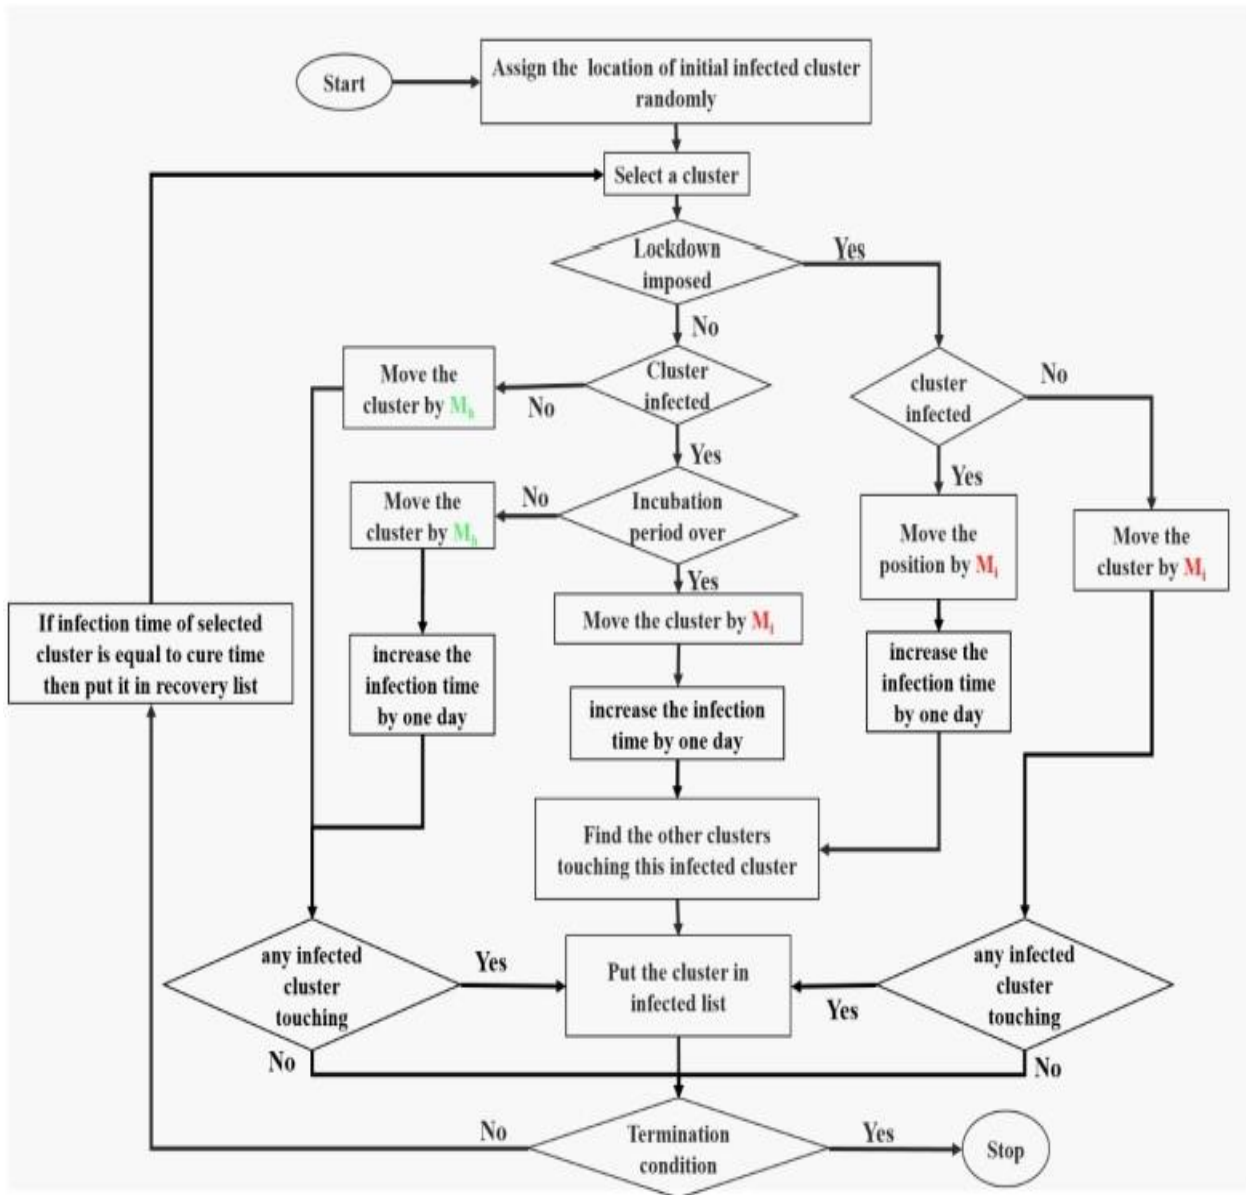 Start
Assign the location of initial infected cluster
randomly
Select a cluster
Lockdown
imposed
Yes
No
Move the
cluster by Mh
No
Cluster
infected
cluster
infected
No
Yes
Yes
Move the
cluster by Mh
No
Incubation
period over
Move the
position by Mi
Move the
cluster by Mi
Yes
Move the cluster by Mi
If infection time of selected
cluster is equal to cure time
then put it in recovery list
increase the
infection time
by one day
increase the
infection time
by one day
increase the infection
time by one day
Find the other clusters
touching this infected cluster
any infected
cluster
touching
Yes
Put the cluster in
infected list
Yes
any infected
cluster
touching
No
No
No
Termination
condition
Yes
Stop